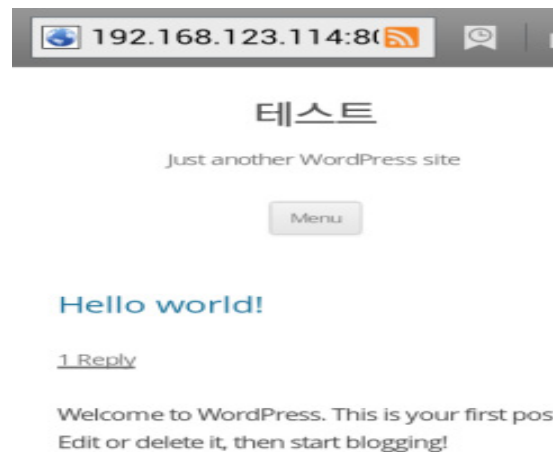 192.168.123.114:8(
테스트
Just another WordPress site
Menu
Hello world!
1 Reply
Welcome to WordPress. This is your first pos
Edit or delete it, then start blogging!